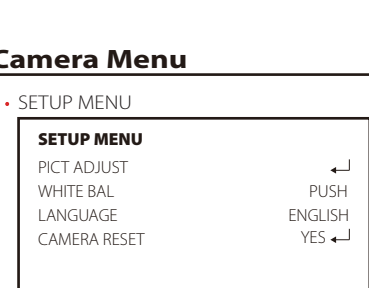 Camera Menu
• SETUP MENU
SETUP MENU
PICT ADJUST ↵
WHITE BAL PUSH
LANGUAGE ENGLISH
CAMERA RESET YES ↵